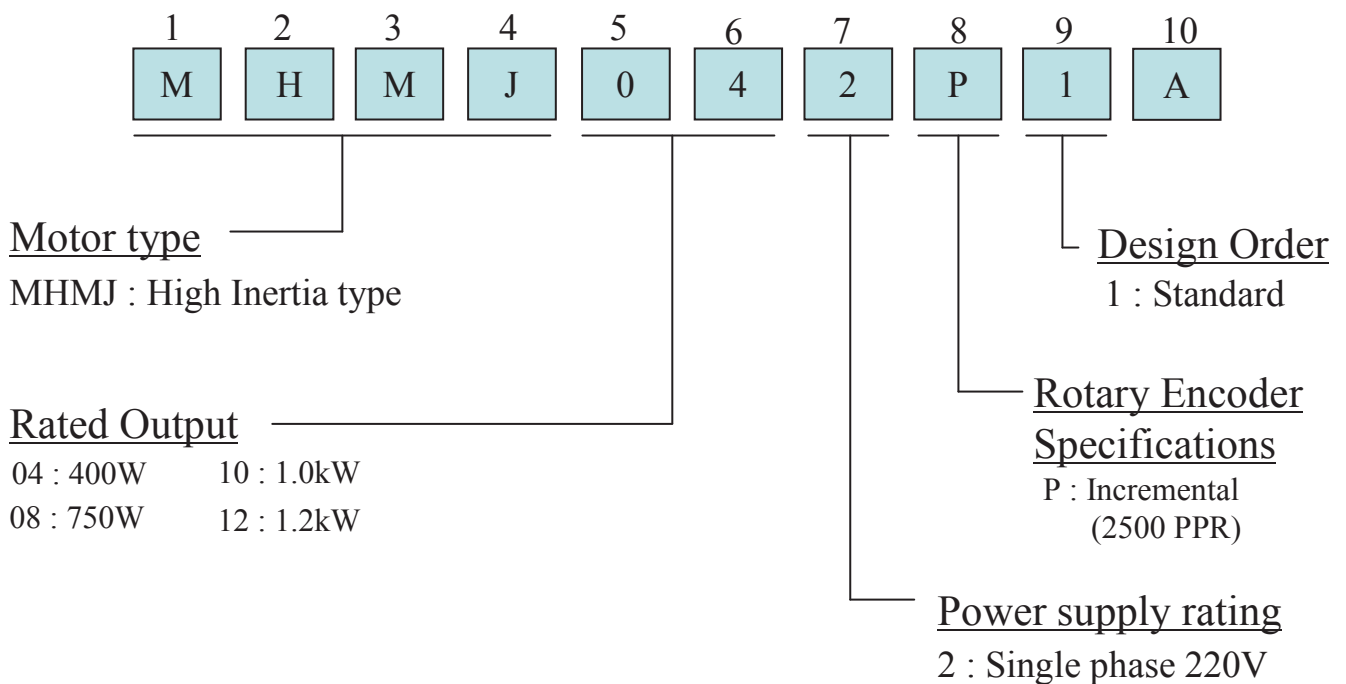 1 2 3 4 5 6 7 8 9 10
M H M J 0 4 2 P 1 A
Motor type
MHMJ : High Inertia type
Design Order
1 : Standard
Rated Output
04 : 400W 10 : 1.0kW
08 : 750W 12 : 1.2kW
Rotary Encoder
Specifications
P : Incremental
(2500 PPR)
Power supply rating
2 : Single phase 220V